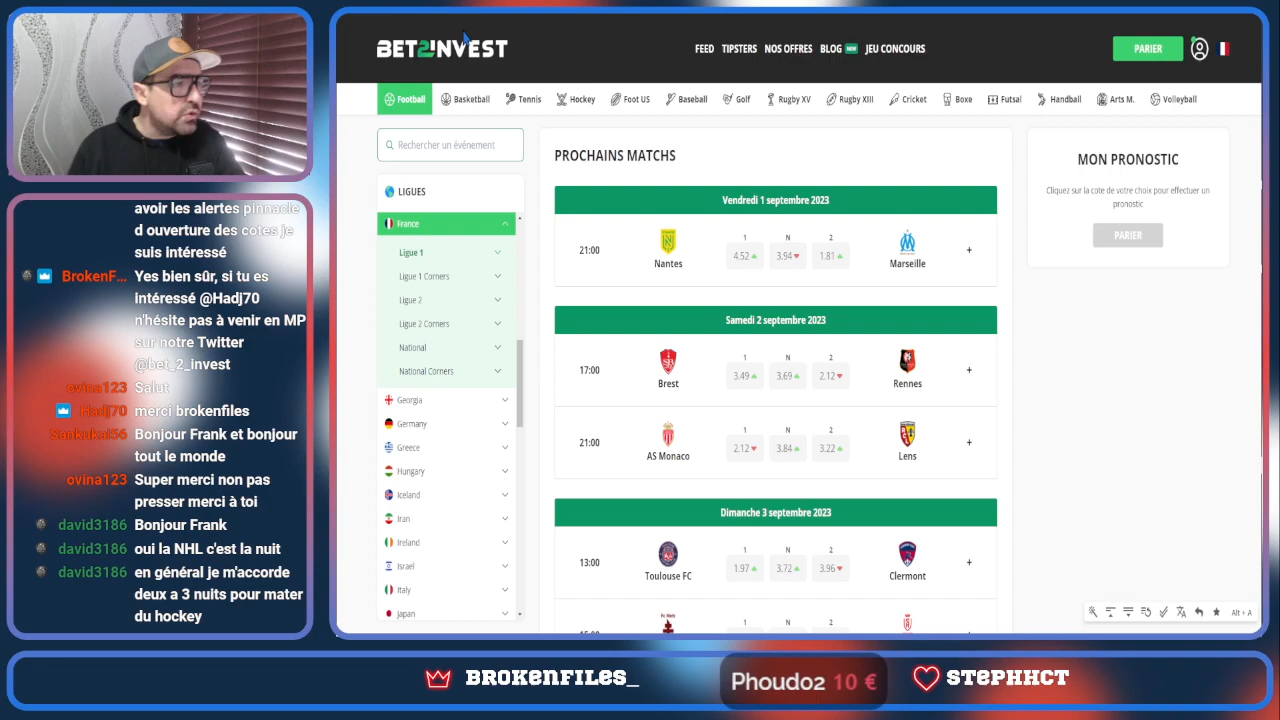 BET2INVEST
FEED TIPSTERS NOS OFFRES BLOG NEW JEU CONCOURS
PARIER
Football Basketball Tennis Hockey Foot US Baseball Golf Rugby XV Rugby XIII Cricket Boxe Futsal Handball Arts M. Volleyball
Rechercher un événement
LIGUES
France
Ligue 1
Ligue 1 Corners
Ligue 2
Ligue 2 Corners
National
National Corners
Georgia
Germany
Greece
Hungary
Iceland
Iran
Ireland
Israel
Italy
Japan
PROCHAINS MATCHS
Vendredi 1 septembre 2023
1 N 2
21:00 Nantes 4.52 3.94 1.81 Marseille +
Samedi 2 septembre 2023
1 N 2
17:00 Brest 3.49 3.69 2.12 Rennes +
1 N 2
21:00 AS Monaco 2.12 3.84 3.22 Lens +
Dimanche 3 septembre 2023
1 N 2
13:00 Toulouse FC 1.97 3.72 3.96 Clermont +
1 N 2
MON PRONOSTIC
Cliquez sur la cote de votre choix pour effectuer un
pronostic
PARIER
Alt + A
avoir les alertes pinnacle
d ouverture des cotes je
suis intéressé
BrokenF... Yes bien sûr, si tu es
intéressé @Hadj70
n'hésite pas à venir en MP
sur notre Twitter
@bet_2_invest
ovina123 Salut
Hadj70 merci brokenfiles
Sankukai56 Bonjour Frank et bonjour
tout le monde
ovina123 Super merci non pas
presser merci à toi
david3186 Bonjour Frank
david3186 oui la NHL c'est la nuit
david3186 en général je m'accorde
deux a 3 nuits pour mater
du hockey
BROKENFILES_ Phoudo2 10 € STEPHHCT